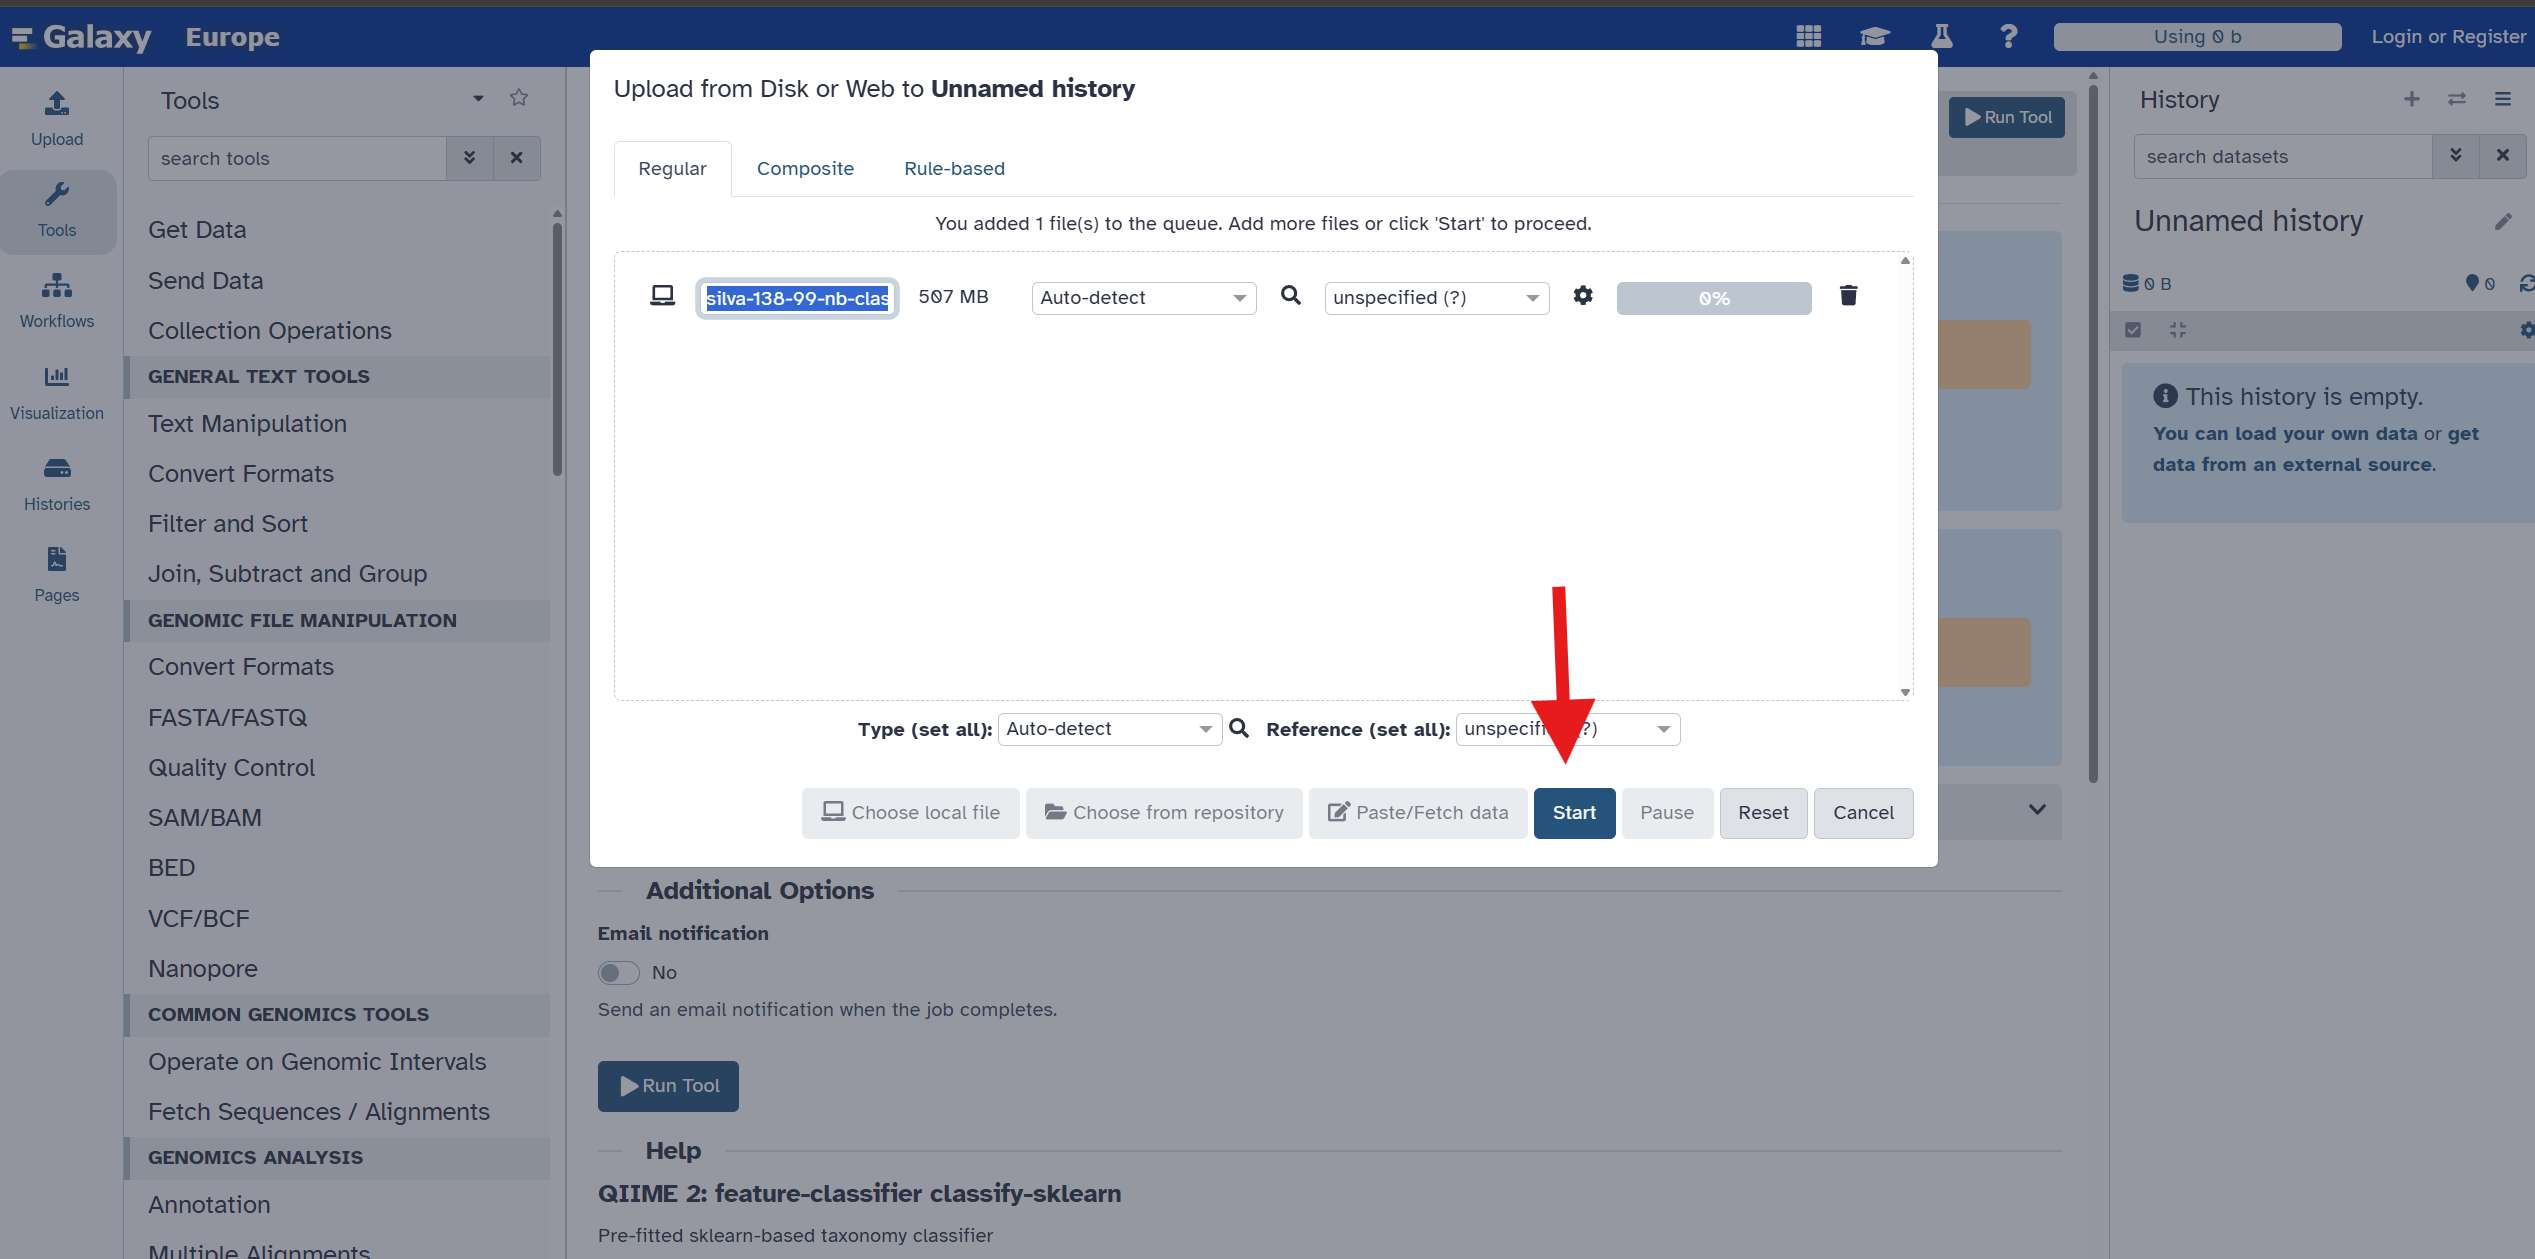 Galaxy Europe
Using 0 b
Login or Register
Upload
Tools
Workflows
Visualization
Histories
Pages
Tools
search tools
Get Data
Send Data
Collection Operations
GENERAL TEXT TOOLS
Text Manipulation
Convert Formats
Filter and Sort
Join, Subtract and Group
GENOMIC FILE MANIPULATION
Convert Formats
FASTA/FASTQ
Quality Control
SAM/BAM
BED
VCF/BCF
Nanopore
COMMON GENOMICS TOOLS
Operate on Genomic Intervals
Fetch Sequences / Alignments
GENOMICS ANALYSIS
Annotation
Multiple Alignments
Upload from Disk or Web to Unnamed history
Regular Composite Rule-based
You added 1 file(s) to the queue. Add more files or click 'Start' to proceed.
silva-138-99-nb-clas 507 MB Auto-detect unspecified (?) 0%
Type (set all): Auto-detect Reference (set all): unspecifi ?)
Choose local file Choose from repository Paste/Fetch data Start Pause Reset Cancel
Run Tool
Additional Options
Email notification
No
Send an email notification when the job completes.
Run Tool
Help
QIIME 2: feature-classifier classify-sklearn
Pre-fitted sklearn-based taxonomy classifier
History
search datasets
Unnamed history
0 B 0
This history is empty.
You can load your own data or get
data from an external source.